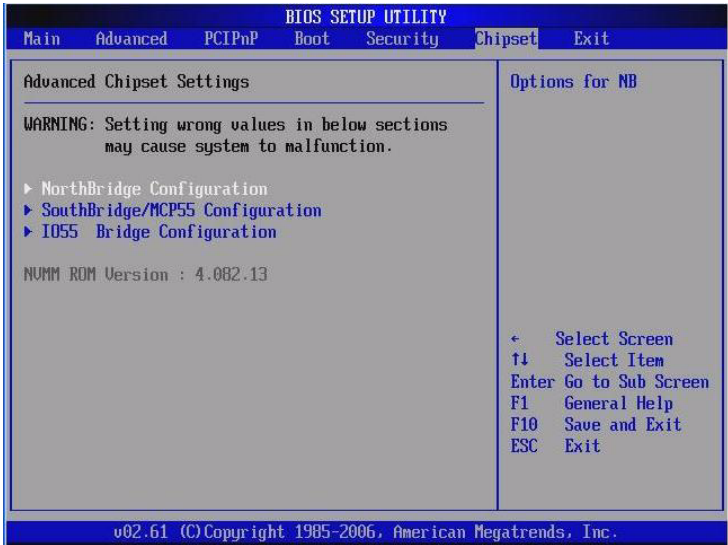 BIOS SETUP UTILITY
Main Advanced PCIPnP Boot Security Chipset Exit
Advanced Chipset Settings
WARNING: Setting wrong values in below sections
may cause system to malfunction.
▶ NorthBridge Configuration
▶ SouthBridge/MCP55 Configuration
▶ IO55 Bridge Configuration
NVMM ROM Version : 4.082.13
Options for NB
← Select Screen
↑↓ Select Item
Enter Go to Sub Screen
F1 General Help
F10 Save and Exit
ESC Exit
v02.61 (C)Copyright 1985-2006, American Megatrends, Inc.